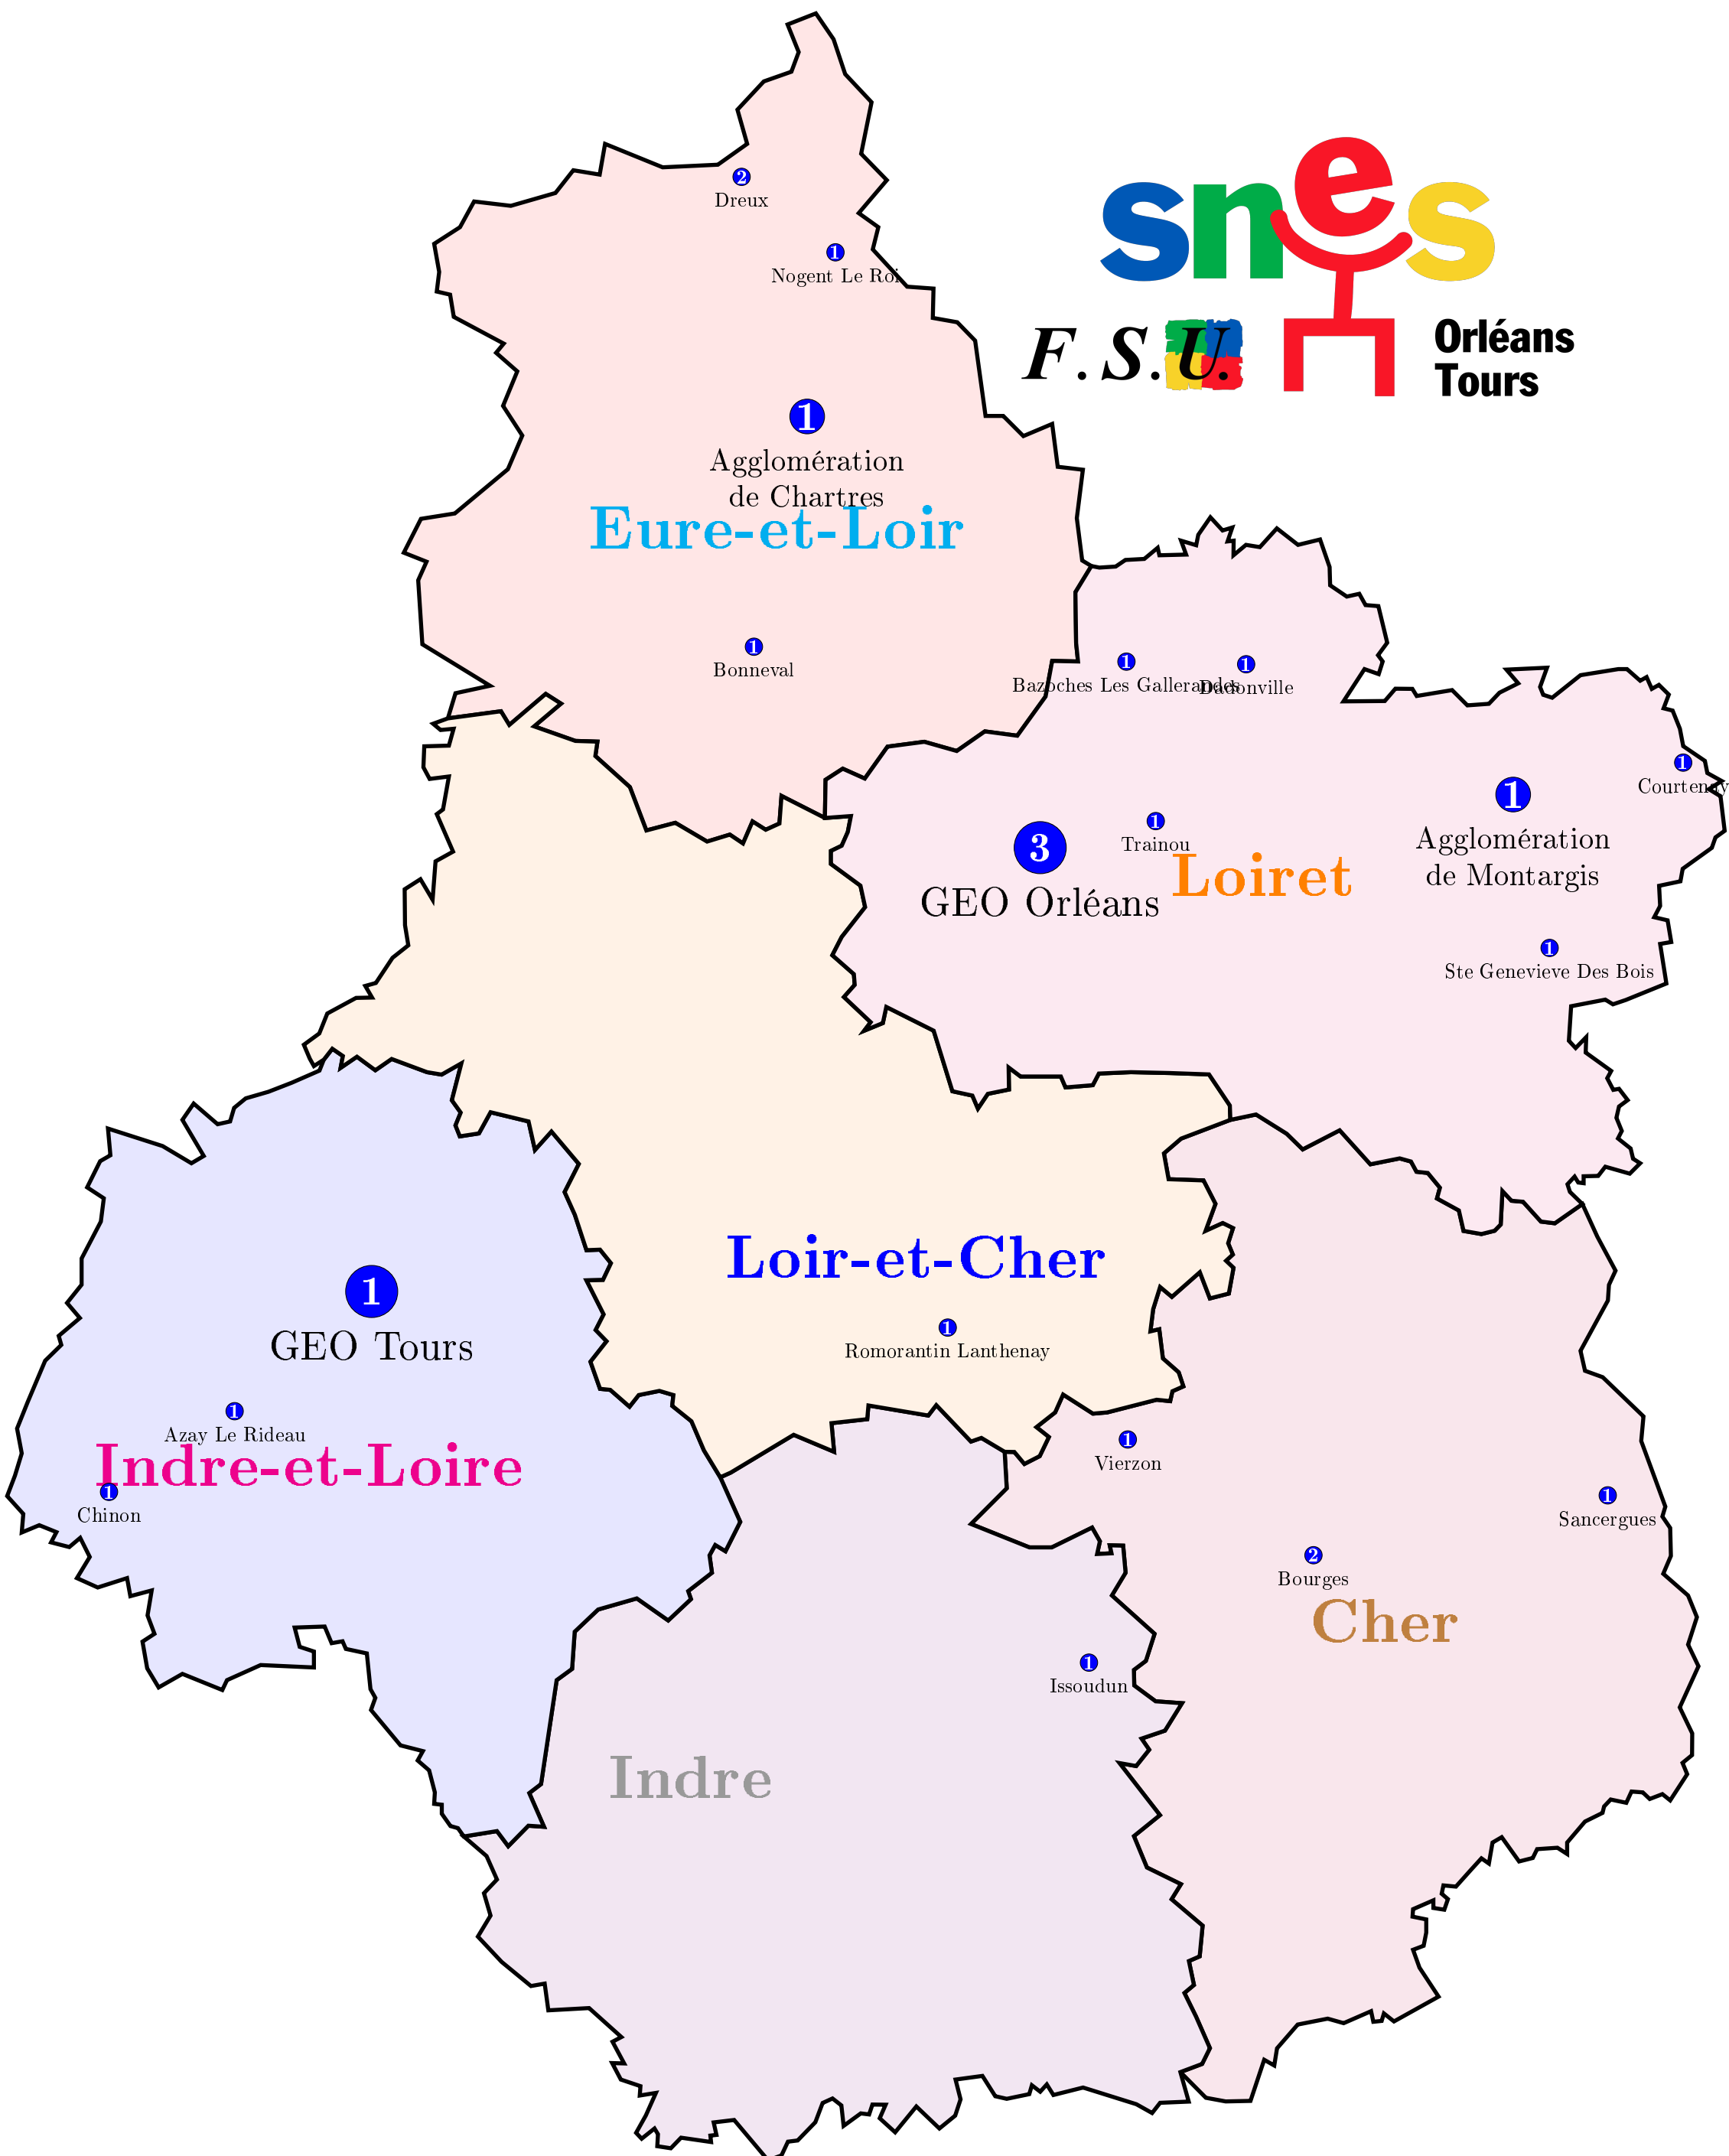 2
Dreux
1
Nogent Le Roi
snes
F.S.U.
Orléans
Tours
1
Agglomération
de Chartres
Eure-et-Loir
1
Bonneval
1
Bazoches Les Gallerandes
1
Dadonville
1
Courtenay
1
Agglomération
de Montargis
3
GEO Orléans
1
Trainou
Loiret
1
Ste Genevieve Des Bois
Loir-et-Cher
1
Romorantin Lanthenay
1
GEO Tours
1
Azay Le Rideau
Indre-et-Loire
1
Chinon
1
Vierzon
1
Sancergues
2
Bourges
Cher
1
Issoudun
Indre